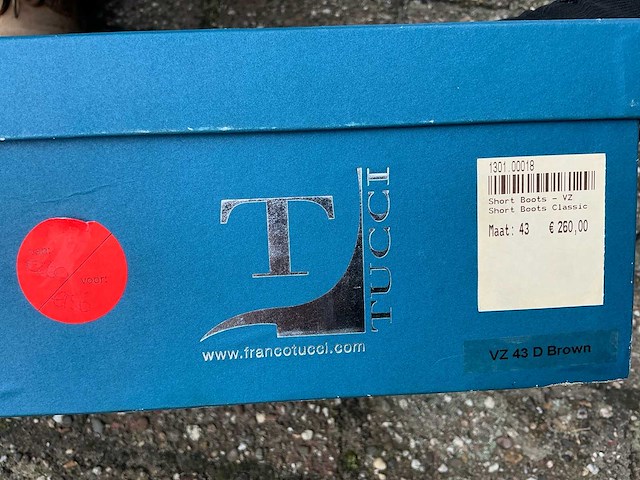 1301.00018
Short Boots - VZ
Short Boots Classic
Maat: 43 € 260,00
T
TUCCI
www.francotucci.com
VZ 43 D Brown
voor: